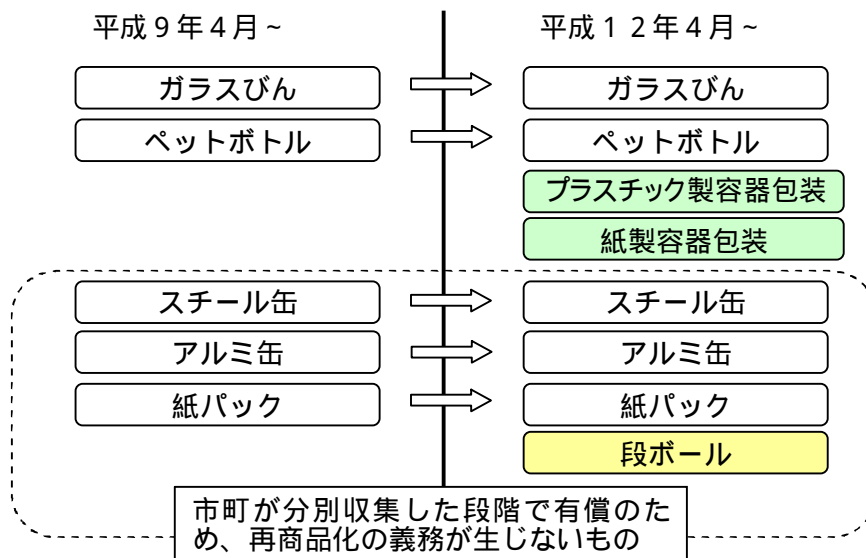 平成９年４月~
平成１２年４月~
ガラスびん
ガラスびん
ペットボトル
ペットボトル
プラスチック製容器包装
紙製容器包装
スチール缶
スチール缶
アルミ缶
アルミ缶
紙パック
紙パック
段ボール
市町が分別収集した段階で有償のた
め、再商品化の義務が生じないもの